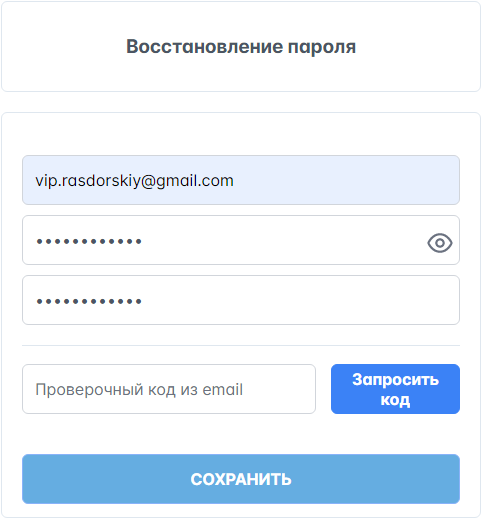 Восстановление пароля
vip.rasdorskiy@gmail.com
••••••••••••
••••••••••••
Проверочный код из email
Запросить
код
СОХРАНИТЬ